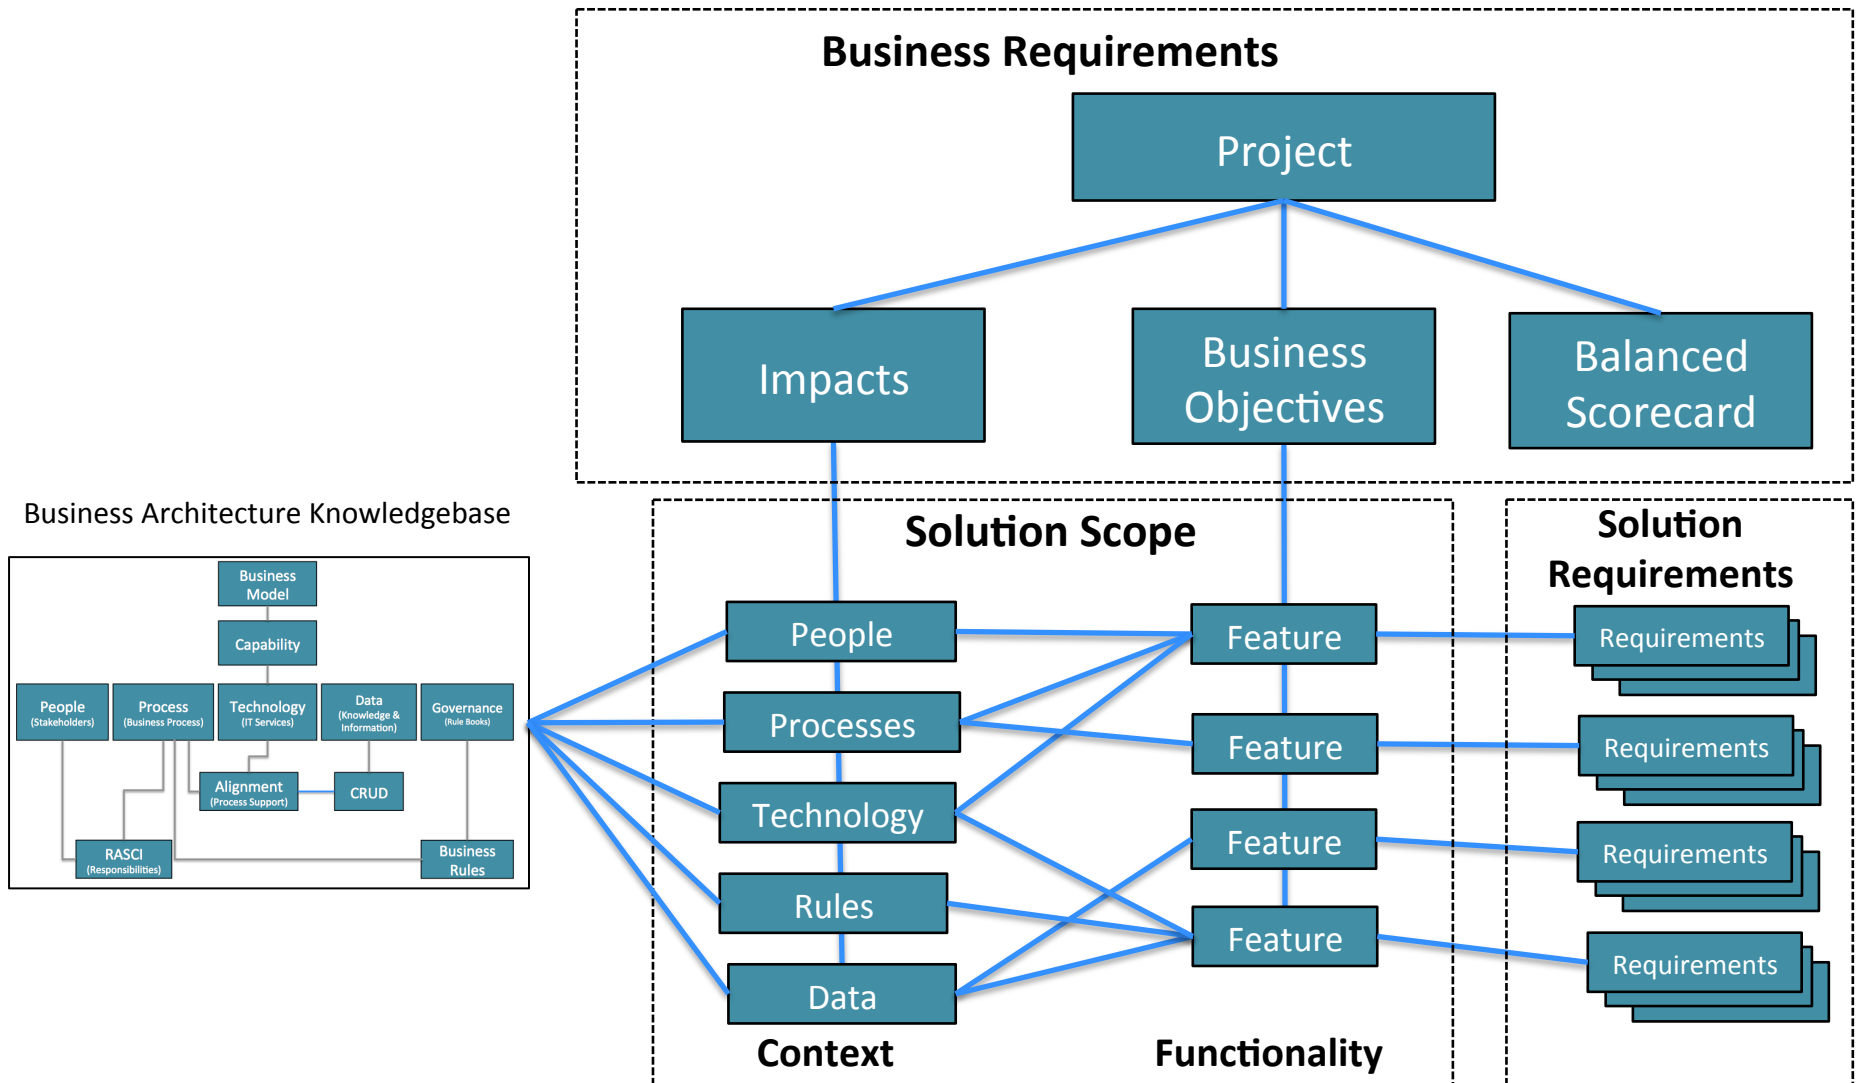 Business Requirements
Project
Impacts
Business
Objectives
Balanced
Scorecard
Business Architecture Knowledgebase
Business
Model
Capability
People
(Stakeholders)
Process
(Business Process)
Technology
(IT Services)
Data
(Knowledge &
Information)
Governance
(Rule Books)
Alignment
(Process Support)
CRUD
RASCI
(Responsibilities)
Business
Rules
Solution Scope
People
Processes
Technology
Rules
Data
Context
Feature
Feature
Feature
Feature
Functionality
Solution
Requirements
Requirements
Requirements
Requirements
Requirements